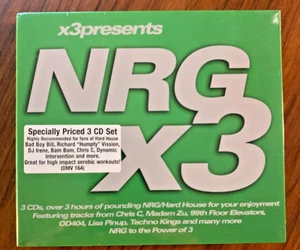 x3presents
NRG
x3
Specially Priced 3 CD Set
Highly Recommended for fans of Hard House
Bad Boy Bill, Richard "Humpty" Vission,
DJ Irene, Bam Bam, Chris C, Dynamic
Intervention and more.
Great for high impact aerobic workouts!
(DMV 164)
3 CDs, over 3 hours of pounding NRG/Hard House for your enjoyment
Featuring tracks from Chris C, Madam Zu, 99th Floor Elevators,
OD404, Lisa Pinup, Techno Kings and many more
NRG to the Power of 3